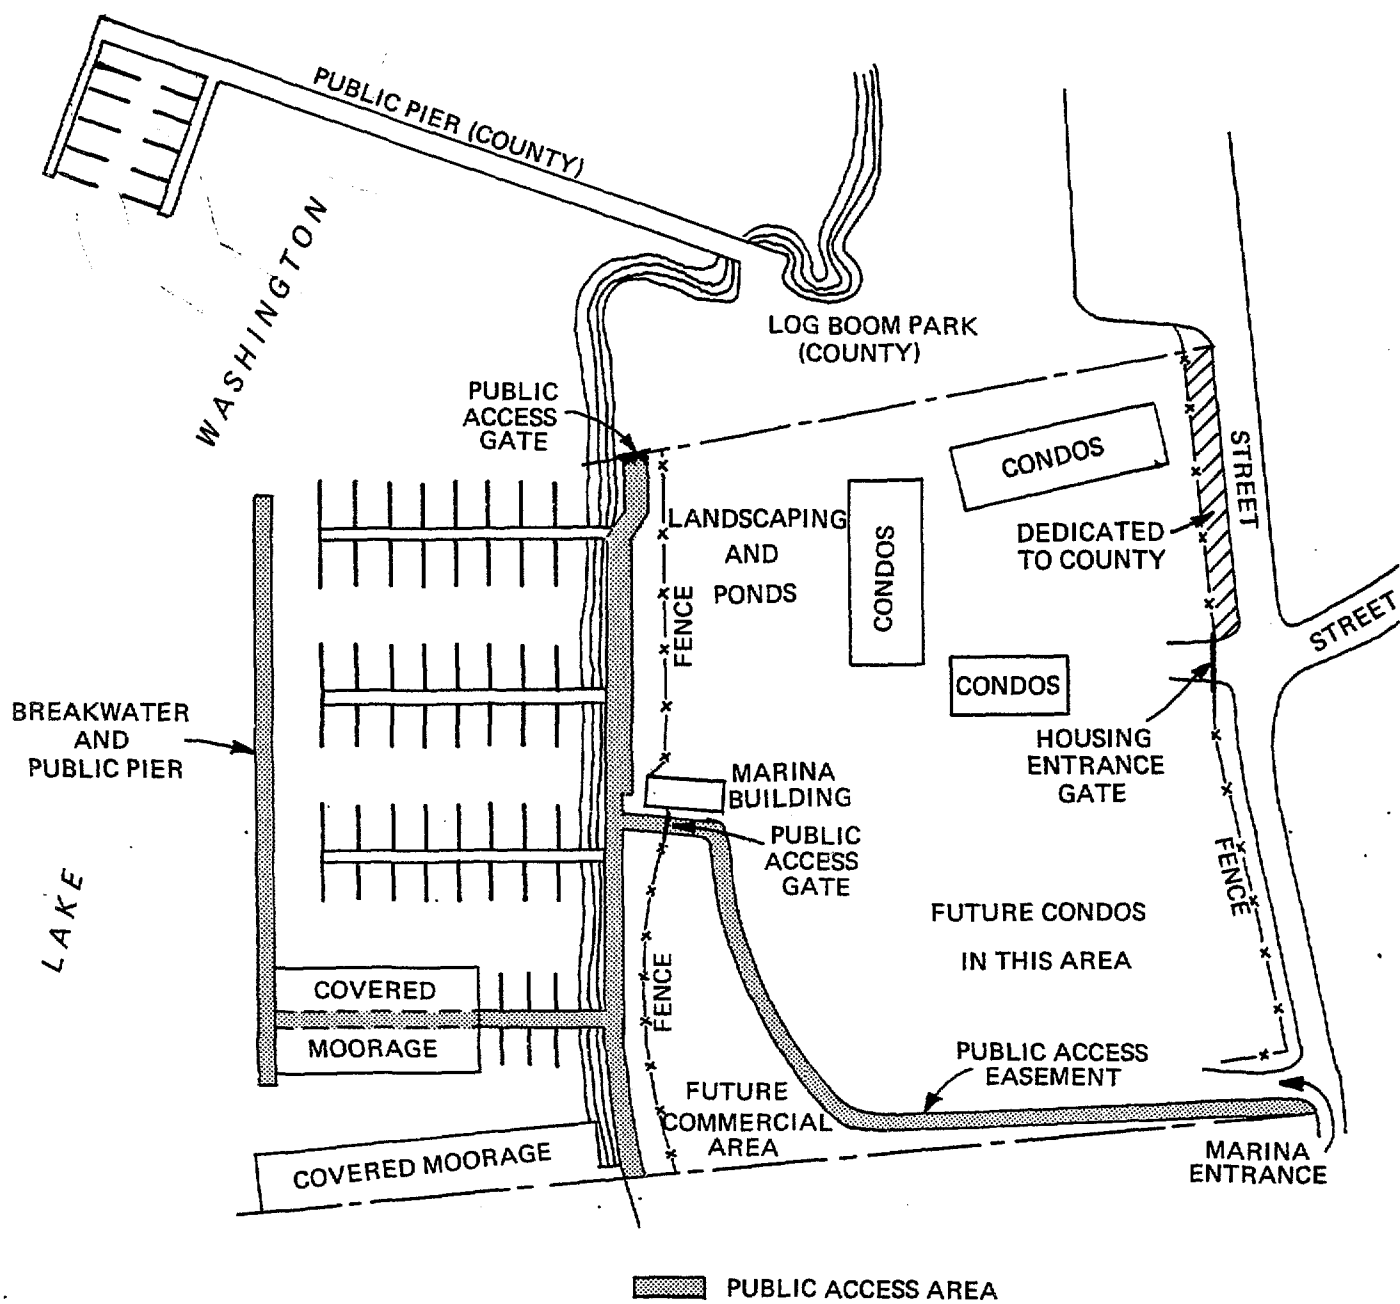 PUBLIC PIER (COUNTY)
WASHINGTON
LOG BOOM PARK
(COUNTY)
PUBLIC
ACCESS
GATE
CONDOS
STREET
LANDSCAPING
AND
PONDS
CONDOS
DEDICATED
TO COUNTY
FENCE
STREET
CONDOS
BREAKWATER
AND
PUBLIC PIER
HOUSING
ENTRANCE
GATE
MARINA
BUILDING
PUBLIC
ACCESS
GATE
FENCE
LAKE
FUTURE CONDOS
IN THIS AREA
COVERED
MOORAGE
FENCE
PUBLIC ACCESS
EASEMENT
FUTURE
COMMERCIAL
AREA
COVERED MOORAGE
MARINA
ENTRANCE
PUBLIC ACCESS AREA